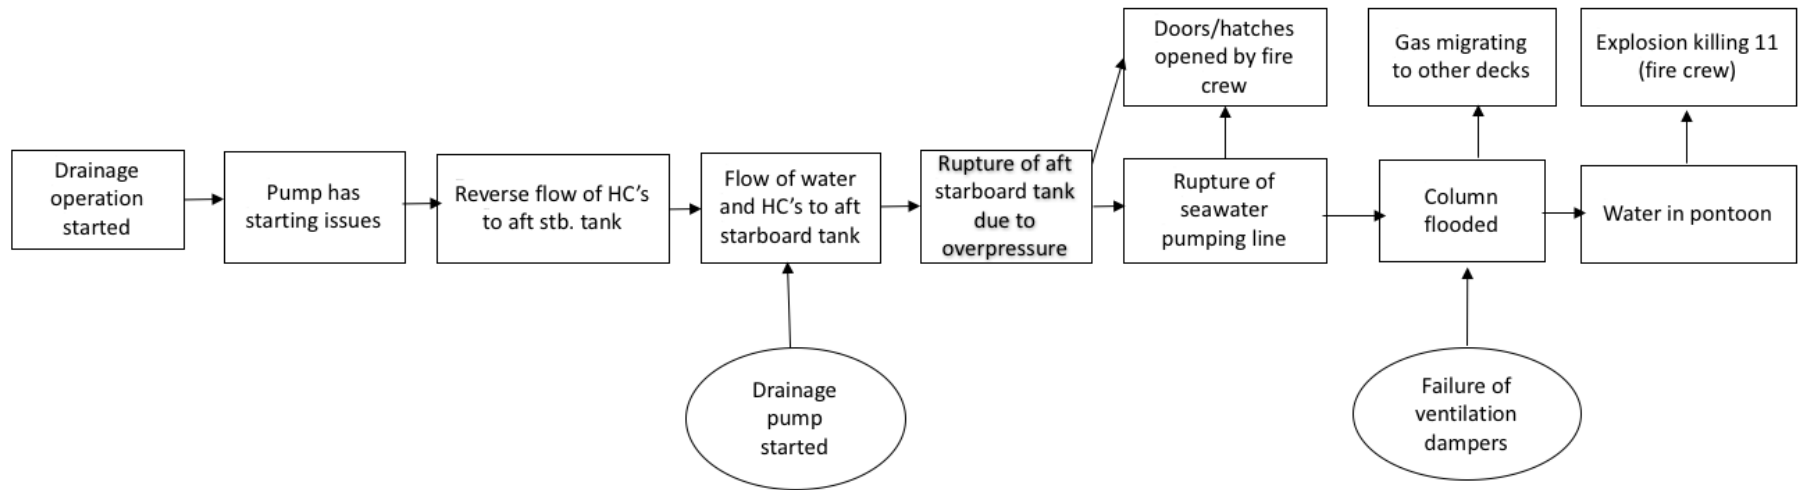 Doors/hatches
opened by fire
crew
Gas migrating
to other decks
Explosion killing 11
(fire crew)
Drainage
operation
started
Pump has
starting issues
Reverse flow of HC’s
to aft stb. tank
Flow of water
and HC’s to aft
starboard tank
Rupture of aft
starboard tank
due to
overpressure
Rupture of
seawater
pumping line
Column
flooded
Water in pontoon
Drainage
pump
started
Failure of
ventilation
dampers